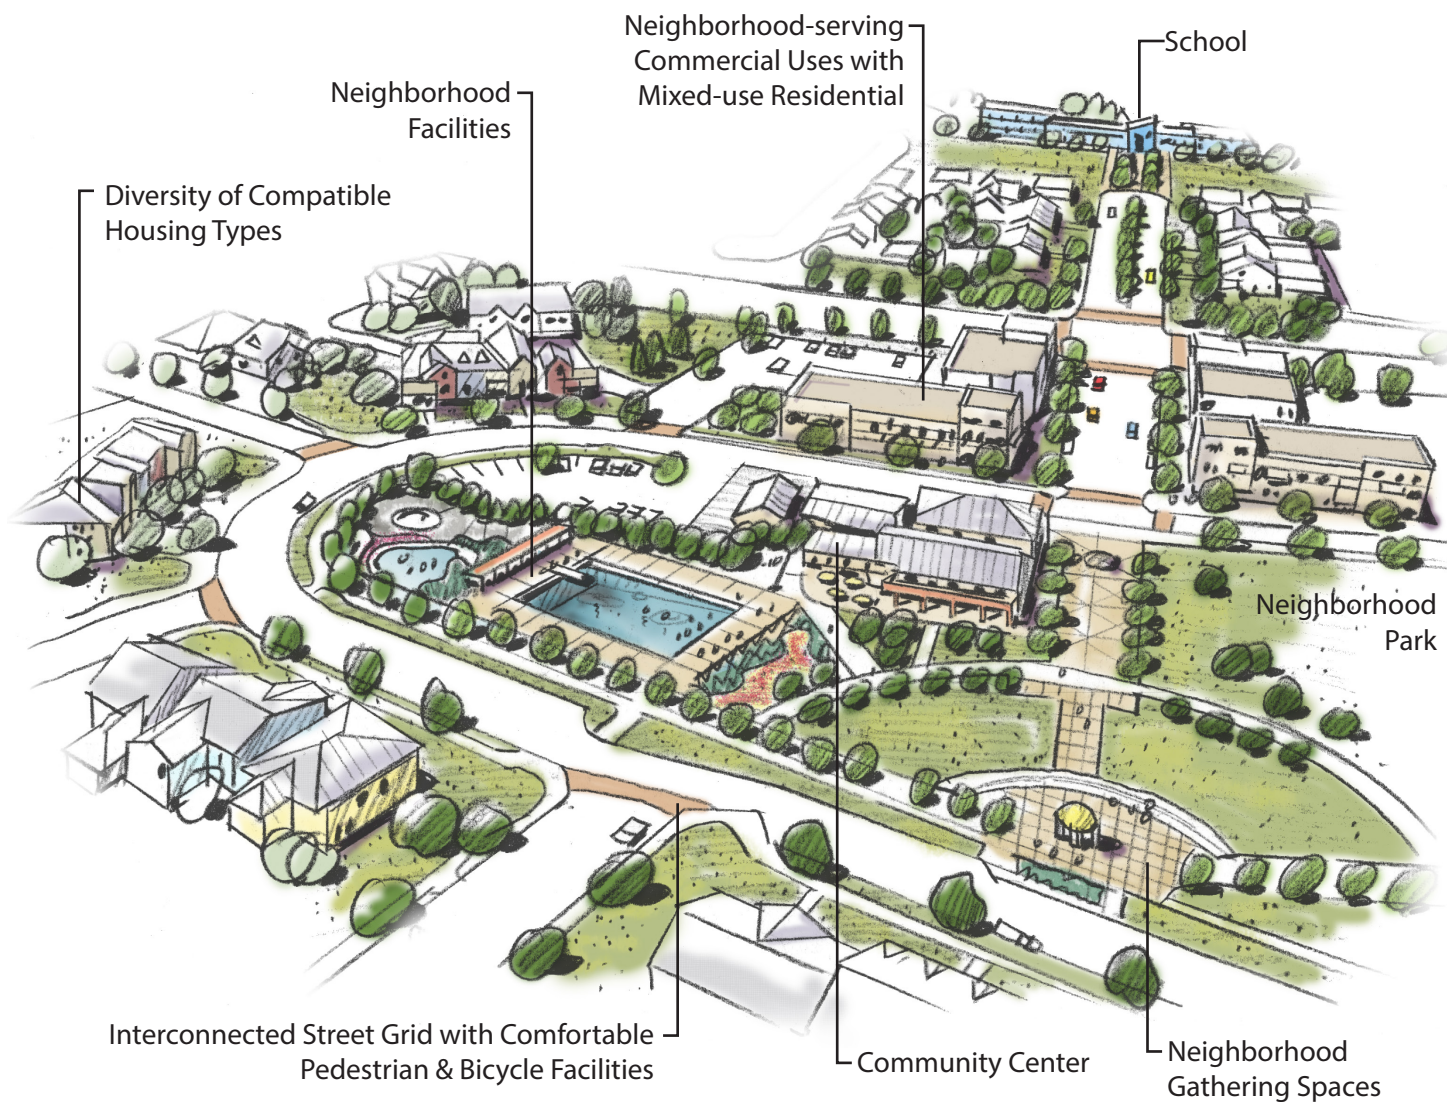 Neighborhood-serving
Commercial Uses with
Mixed-use Residential
School
Neighborhood
Facilities
Diversity of Compatible
Housing Types
Neighborhood
Park
Interconnected Street Grid with Comfortable
Pedestrian & Bicycle Facilities
Community Center
Neighborhood
Gathering Spaces